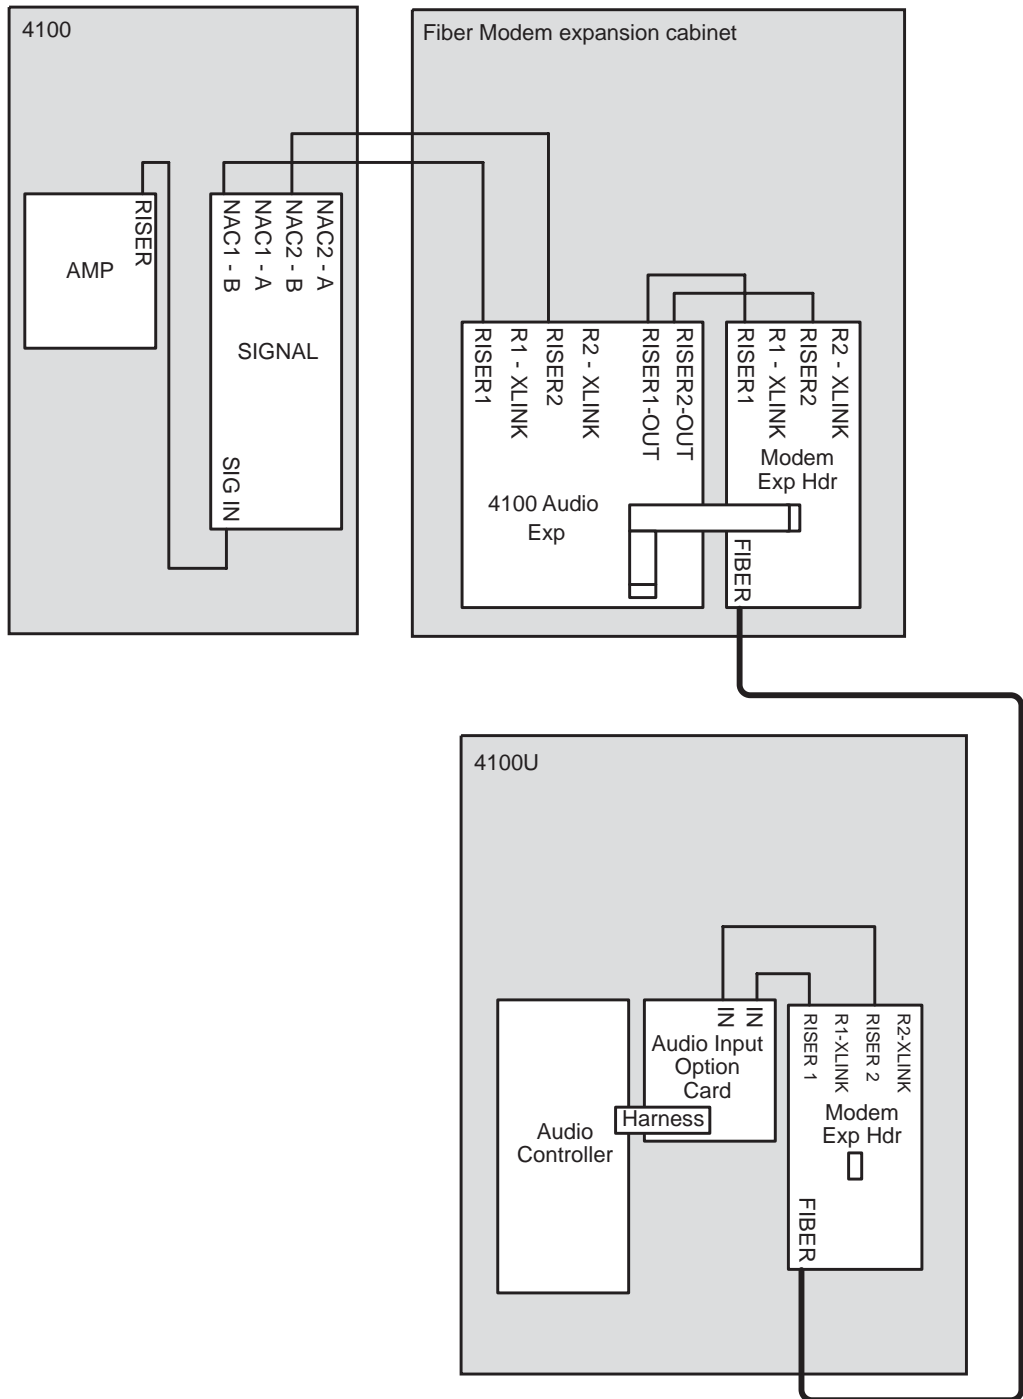 4100
AMP
RISER
NAC1 - B
NAC1 - A
NAC2 - B
NAC2 - A
SIGNAL
SIG IN
Fiber Modem expansion cabinet
RISER1
R1 - XLINK
RISER2
R2 - XLINK
RISER1-OUT
RISER2-OUT
4100 Audio
Exp
RISER1
R1 - XLINK
RISER2
R2 - XLINK
Modem
Exp Hdr
FIBER
4100U
Audio
Controller
Harness
IN
IN
Audio Input
Option
Card
RISER 1
R1-XLINK
RISER 2
R2-XLINK
Modem
Exp Hdr
FIBER